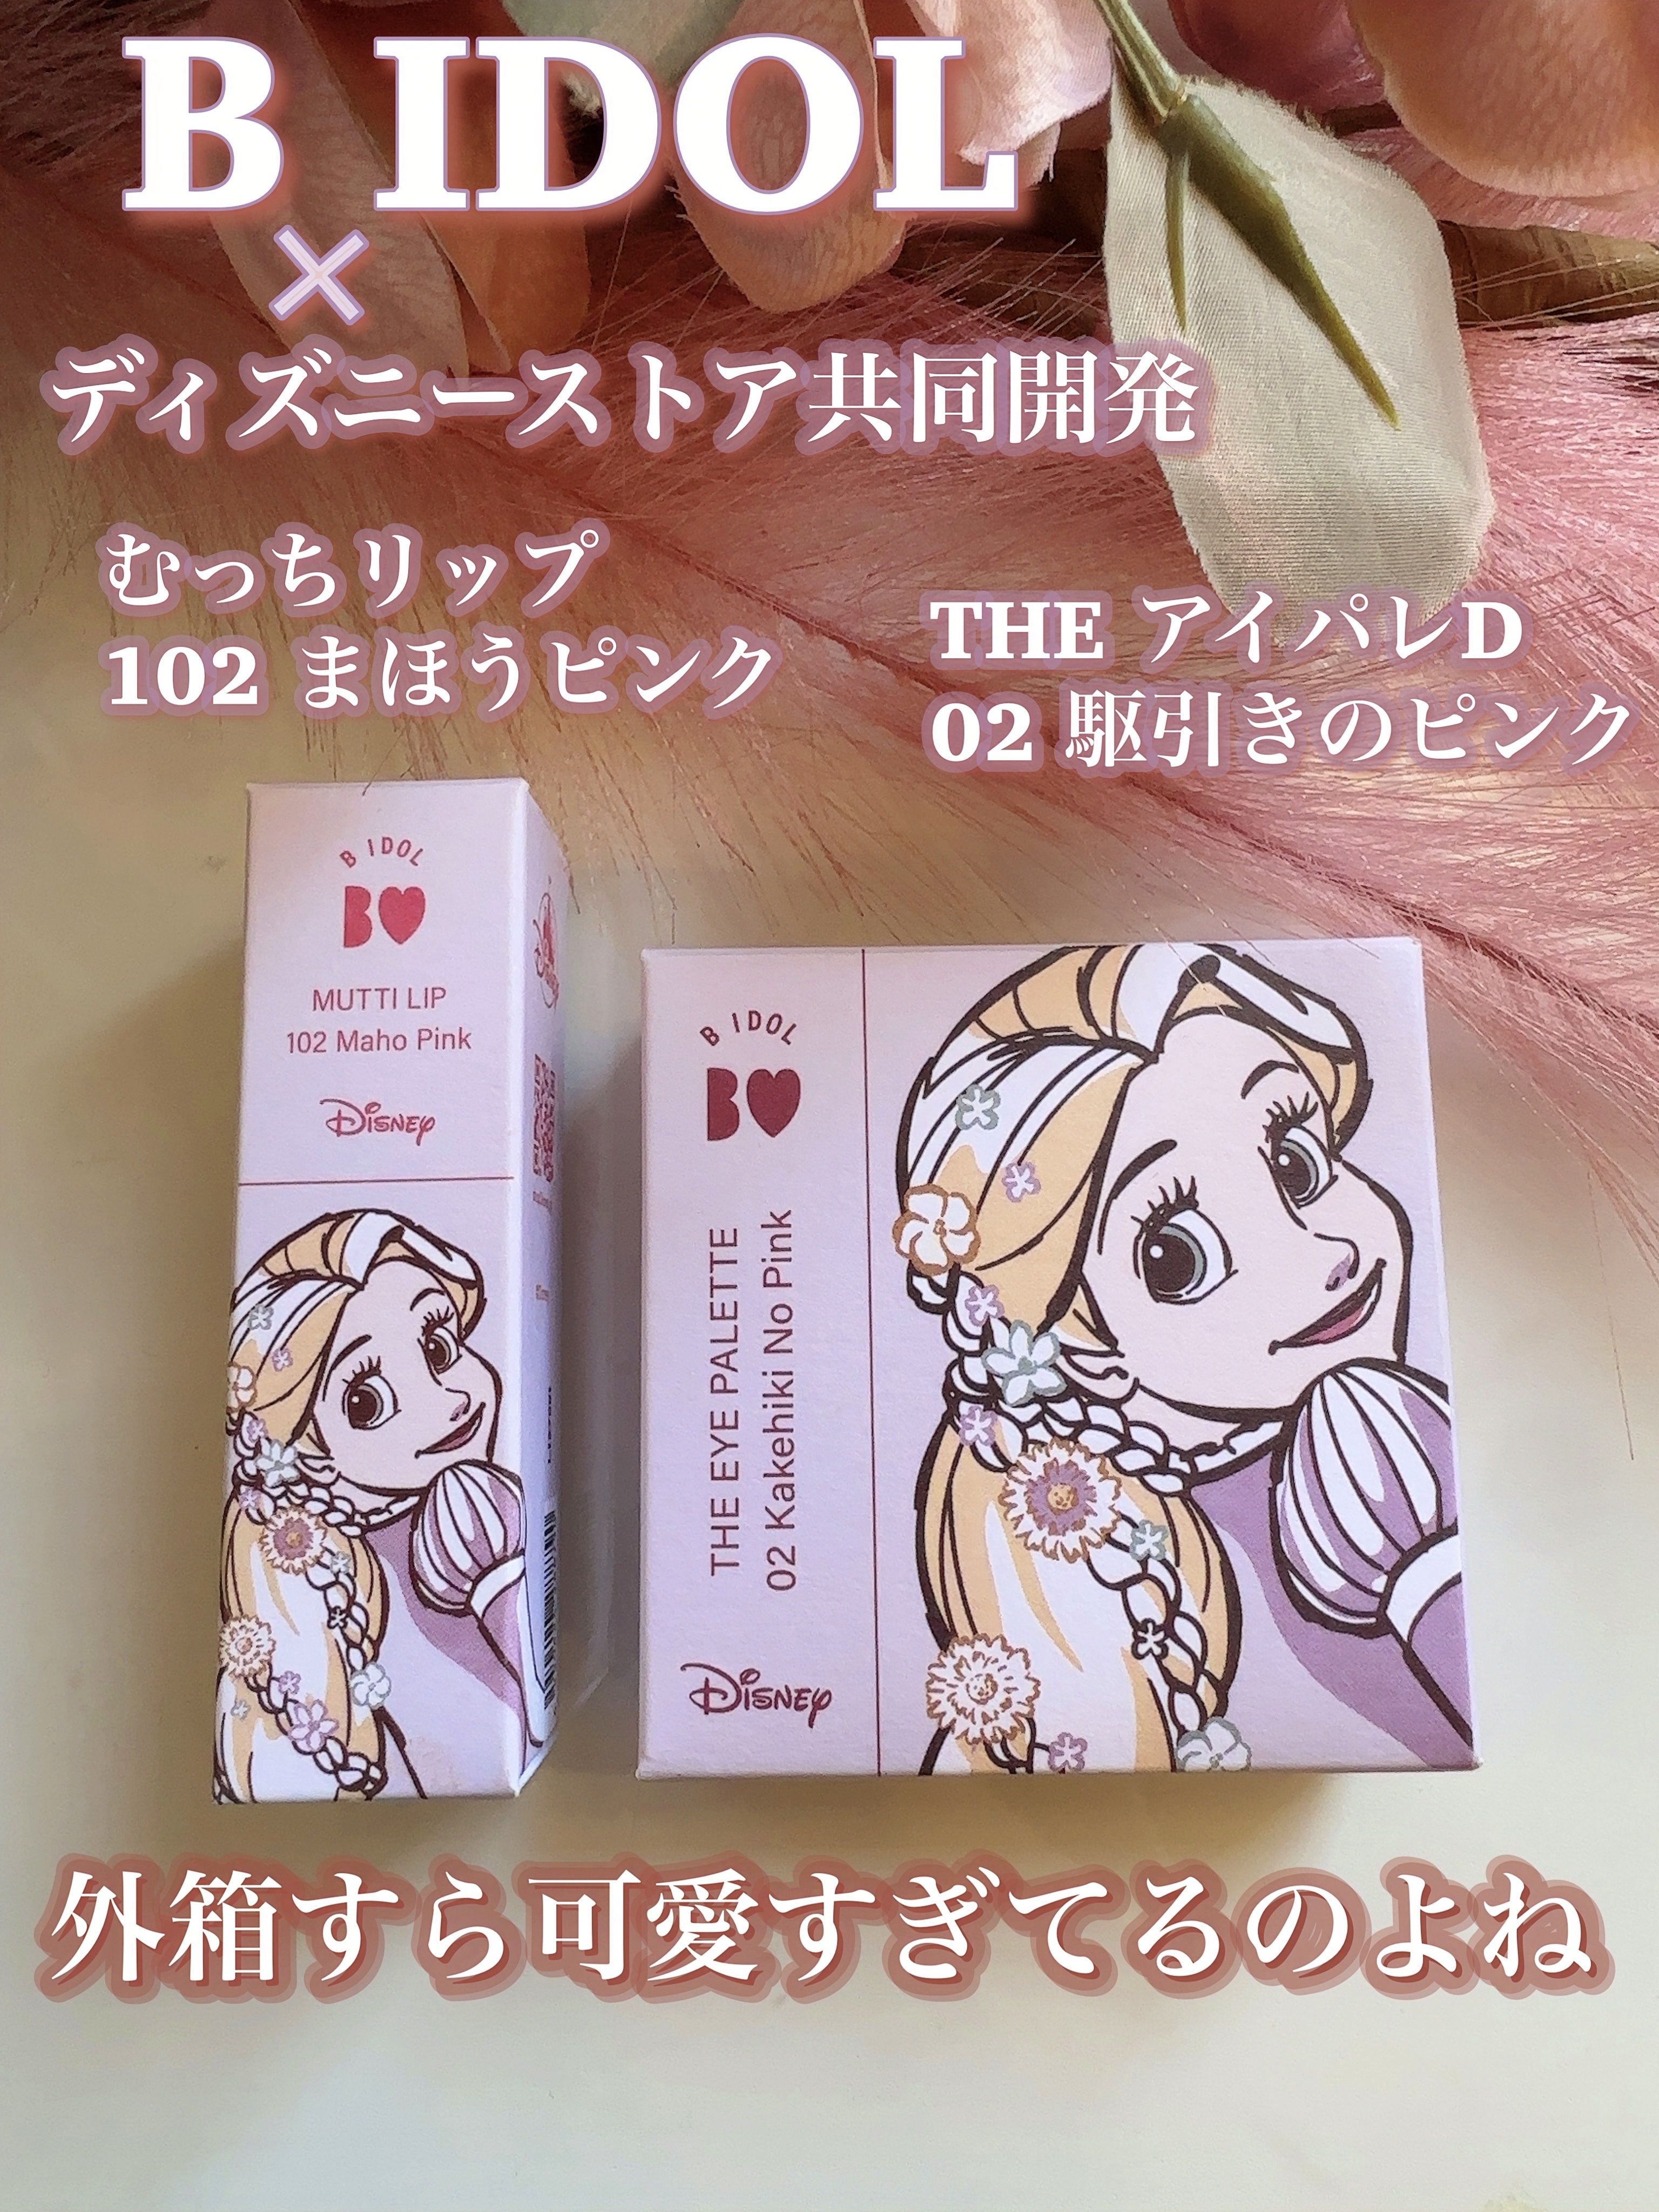 B IDOL
×
ディズニーストア共同開発
むっちリップ
102 まほうピンク
THE アイパレD
02 駆引きのピンク
B IDOL
B
MUTTI LIP
102 Maho Pink
Disney
B IDOL
B
THE EYE PALETTE
02 Kakehiki No Pink
Disney
外箱すら可愛すぎてるのよね